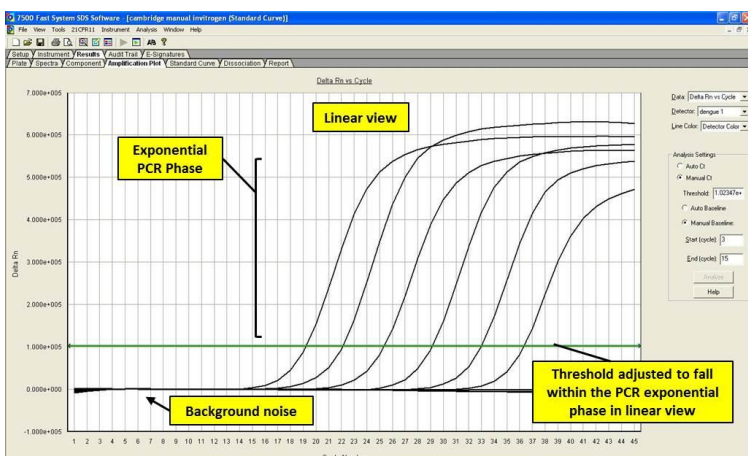 7500 Fast System SDS Software - [cambridge manual invitrogen (Standard Curve)]
File View Tools 21CFR11 Instrument Analysis Window Help
Setup Instrument Results Audit Trail E-Signatures
Plate Spectra Component Amplification Plot Standard Curve Dissociation Report
Delta Rn vs Cycle
Data: Delta Rn vs Cycle
Detector: dengue 1
Line Color: Detector Color
Analysis Settings
Auto Ct
Manual Ct
Threshold: 1.02347e+
Auto Baseline
Manual Baseline:
Start (cycle): 3
End (cycle): 15
Analyze
Help
Linear view
Exponential
PCR Phase
Background noise
Threshold adjusted to fall
within the PCR exponential
phase in linear view
Delta Rn
7.000e+005
6.000e+005
5.000e+005
4.000e+005
3.000e+005
2.000e+005
1.000e+005
0.000e+000
-1.000e+005
1 2 3 4 5 6 7 8 9 10 11 12 13 14 15 16 17 18 19 20 21 22 23 24 25 26 27 28 29 30 31 32 33 34 35 36 37 38 39 40 41 42 43 44 45